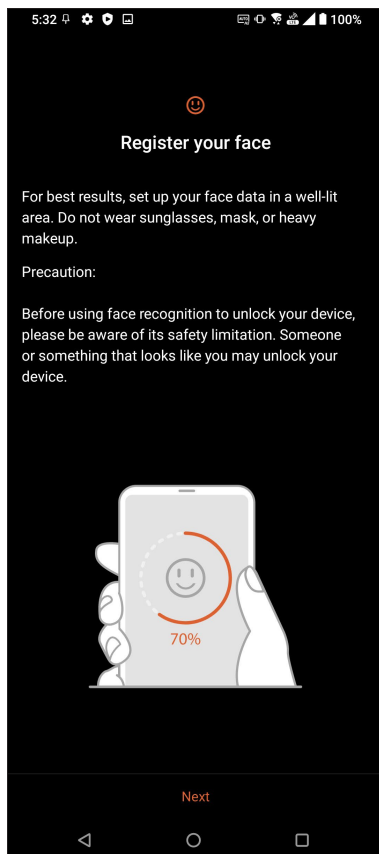 5:32 100%
Register your face
For best results, set up your face data in a well-lit
area. Do not wear sunglasses, mask, or heavy
makeup.
Precaution:
Before using face recognition to unlock your device,
please be aware of its safety limitation. Someone
or something that looks like you may unlock your
device.
70%
Next